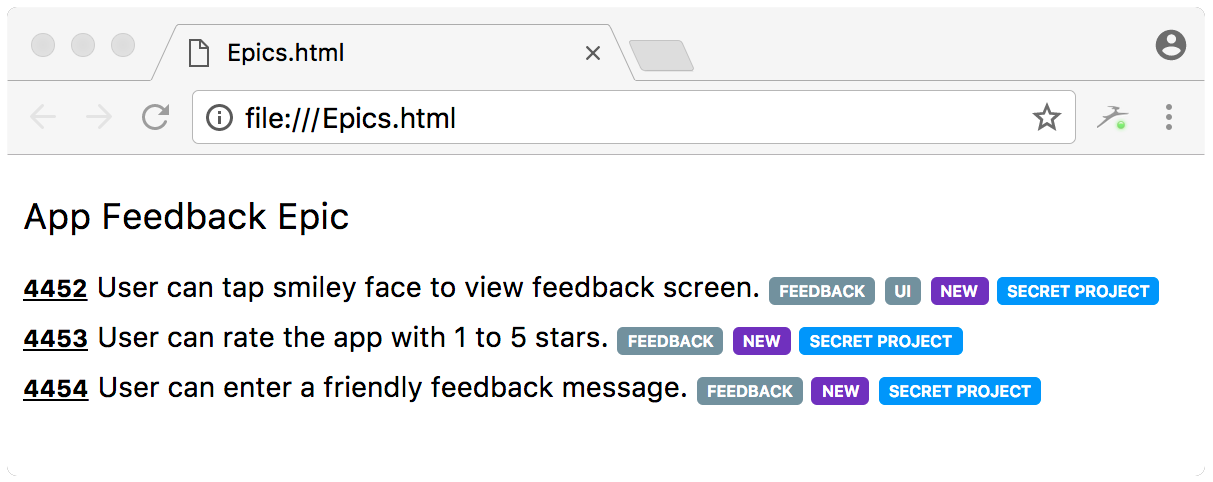 Epics.html
file:///Epics.html
App Feedback Epic
4452 User can tap smiley face to view feedback screen. FEEDBACK UI NEW SECRET PROJECT
4453 User can rate the app with 1 to 5 stars. FEEDBACK NEW SECRET PROJECT
4454 User can enter a friendly feedback message. FEEDBACK NEW SECRET PROJECT